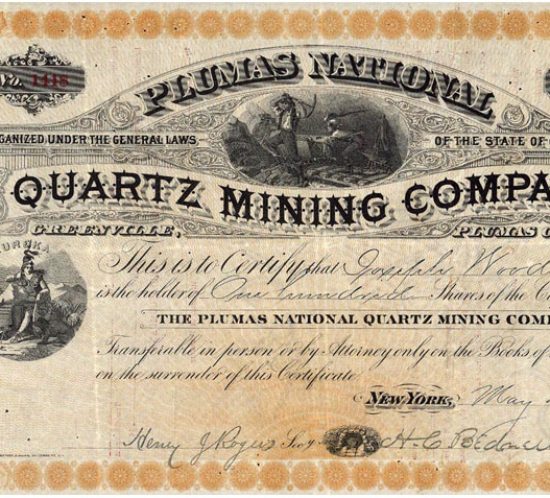 No. 1418
PLUMAS NATIONAL
ORGANIZED UNDER THE GENERAL LAWS OF THE STATE OF
QUARTZ MINING COMPA
GREENVILLE, PLUMAS
EUREKA
This is to Certify that Joseph Wood
is the holder of One hundred Shares of the C
THE PLUMAS NATIONAL QUARTZ MINING COMP
Transferable in person or by Attorney only on the Books of
on the surrender of this Certificate
NEW YORK, May
Henry J Rogers Secy H. C.